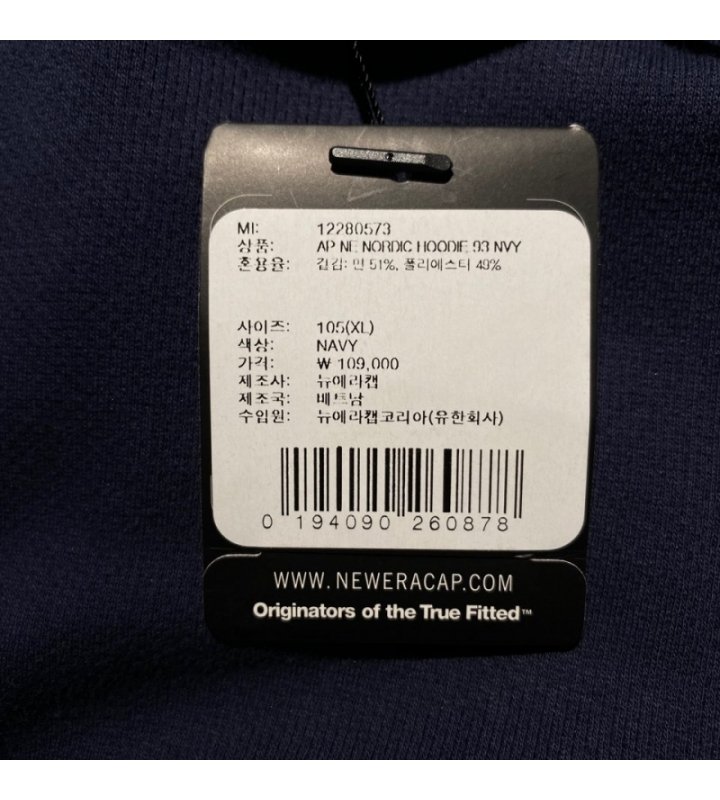 MI: 12280573
상품: AP NE NORDIC HOODIE 93 NVY
혼용율: 겉감: 면 51%, 폴리에스터 49%
사이즈: 105(XL)
색상: NAVY
가격: ₩ 109,000
제조사: 뉴에라캡
제조국: 베트남
수입원: 뉴에라캡코리아(유한회사)
0 194090 260878
WWW.NEWERACAP.COM
Originators of the True Fitted™